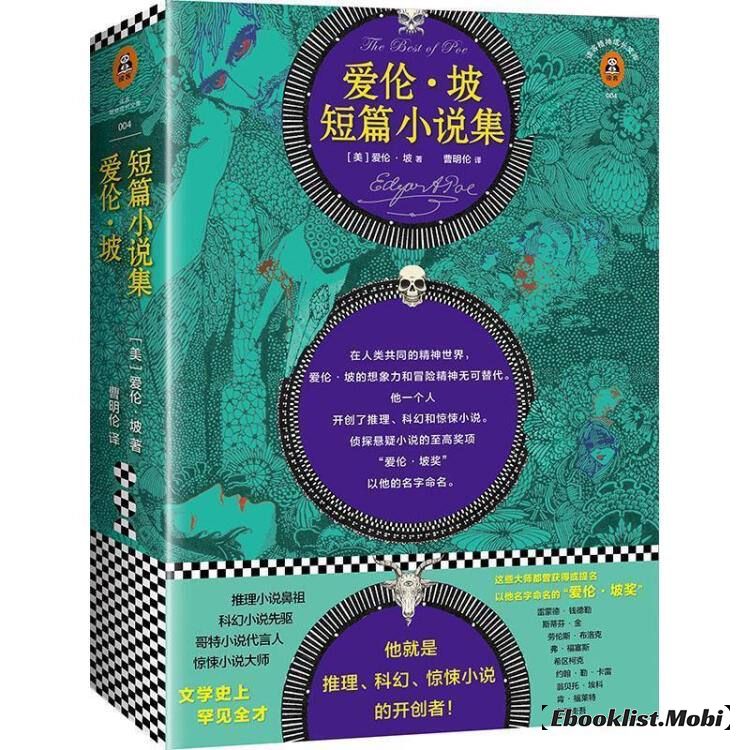 The Best of Poe
爱伦·坡
短篇小说集
[美]爱伦·坡 著 曹明伦 译
Edgar A Poe
在人类共同的精神世界，
爱伦·坡的想象力和冒险精神无可替代。
他一个人
开创了推理、科幻和惊悚小说。
侦探悬疑小说的至高奖项
“爱伦·坡奖”
以他的名字命名。
推理小说鼻祖
科幻小说先驱
哥特小说代言人
惊悚小说大师
文学史上
罕见全才
他就是
推理、科幻、惊悚小说
的开创者！
这些大师都曾获得或提名
以他名字命名的“爱伦·坡奖”
雷蒙德·钱德勒
斯蒂芬·金
劳伦斯·布洛克
弗·福塞斯
希区柯克
约翰·勒·卡雷
翁贝托·埃科
肯·福莱特
读客
004
读客
004
短篇小说集
爱伦·坡
[美]爱伦·坡 著
曹明伦 译
【Ebooklist.Mobi】